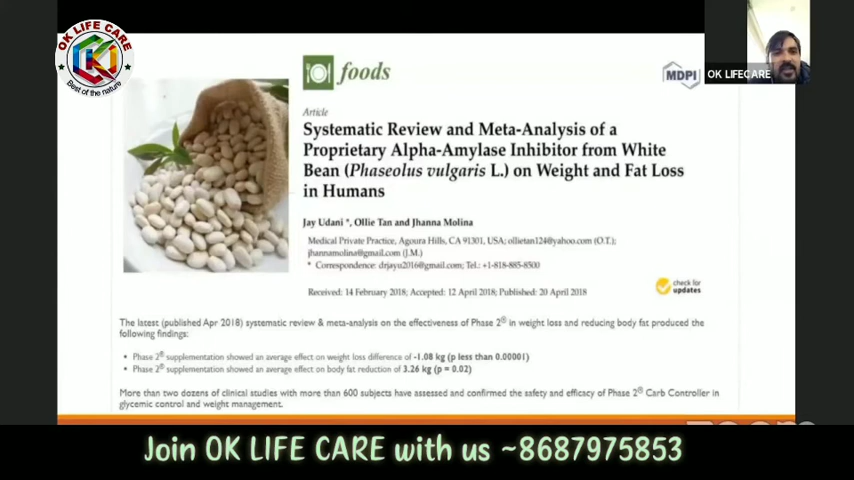 OK LIFE CARE
Best of the nature
foods
MDPI
OK LIFECARE
Article
Systematic Review and Meta-Analysis of a
Proprietary Alpha-Amylase Inhibitor from White
Bean (Phaseolus vulgaris L.) on Weight and Fat Loss
in Humans
Jay Udani *, Ollie Tan and Jhanna Molina
Medical Private Practice, Agoura Hills, CA 91301, USA; ollietan124@yahoo.com (O.T.);
jhannamolina@gmail.com (J.M.)
* Correspondence: drjayu2016@gmail.com; Tel.: +1-818-885-8500
Received: 14 February 2018; Accepted: 12 April 2018; Published: 20 April 2018
check for
updates
The latest (published Apr 2018) systematic review & meta-analysis on the effectiveness of Phase 2® in weight loss and reducing body fat produced the
following findings:
• Phase 2® supplementation showed an average effect on weight loss difference of -1.08 kg (p less than 0.00001)
• Phase 2® supplementation showed an average effect on body fat reduction of 3.26 kg (p = 0.02)
More than two dozens of clinical studies with more than 600 subjects have assessed and confirmed the safety and efficacy of Phase 2® Carb Controller in
glycemic control and weight management.
zoom
Join OK LIFE CARE with us ~8687975853